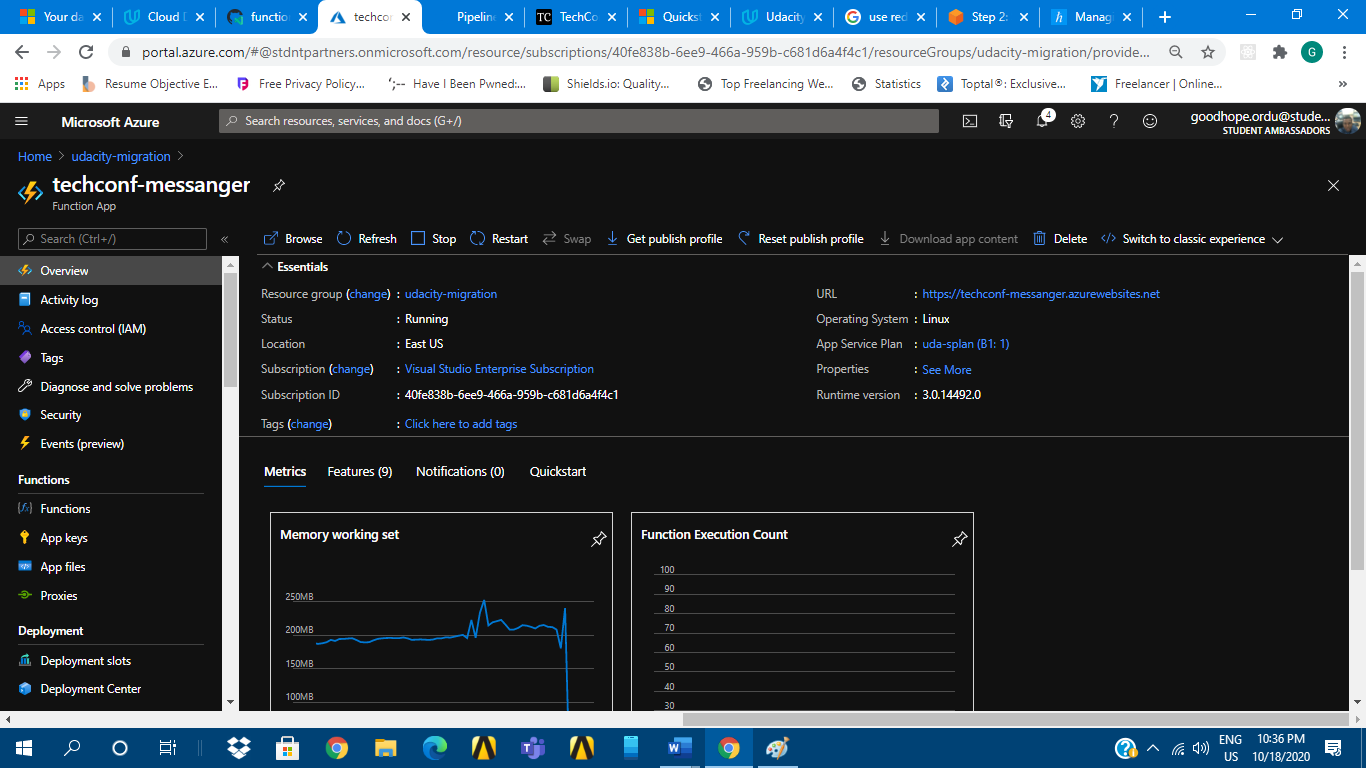 Your da
Cloud D
function
techcon
Pipelin
TechCo
Quickst
Udacity
use red
Step 2:
Manag
portal.azure.com/#@stdntpartners.onmicrosoft.com/resource/subscriptions/40fe838b-6ee9-466a-959b-c681d6a4f4c1/resourceGroups/udacity-migration/provide...
G
Apps
Resume Objective E...
Free Privacy Policy...
Have I Been Pwned:...
Shields.io: Quality...
Top Freelancing We...
Statistics
Toptal®: Exclusive...
Freelancer | Online...
»
Microsoft Azure
Search resources, services, and docs (G+/)
4
goodhope.ordu@stude...
STUDENT AMBASSADORS
Home > udacity-migration >
techconf-messanger
Function App
Search (Ctrl+/)
«
Browse
Refresh
Stop
Restart
Swap
Get publish profile
Reset publish profile
Download app content
Delete
Switch to classic experience
Overview
Activity log
Access control (IAM)
Tags
Diagnose and solve problems
Security
Events (preview)
Functions
Functions
App keys
App files
Proxies
Deployment
Deployment slots
Deployment Center
Essentials
Resource group (change) : udacity-migration
Status : Running
Location : East US
Subscription (change) : Visual Studio Enterprise Subscription
Subscription ID : 40fe838b-6ee9-466a-959b-c681d6a4f4c1
Tags (change) : Click here to add tags
URL : https://techconf-messanger.azurewebsites.net
Operating System : Linux
App Service Plan : uda-splan (B1: 1)
Properties : See More
Runtime version : 3.0.14492.0
Metrics
Features (9)
Notifications (0)
Quickstart
Memory working set
250MB
200MB
150MB
100MB
Function Execution Count
100
90
80
70
60
50
40
30
ENG
US
10:36 PM
10/18/2020